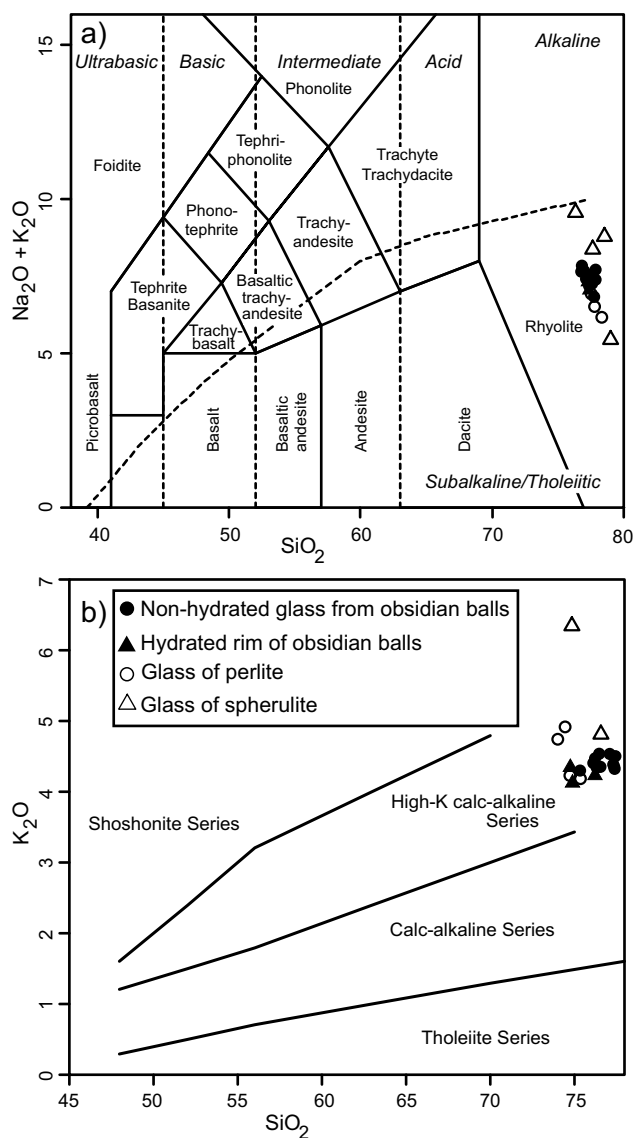 a)
Ultrabasic
Basic
Intermediate
Acid
Alkaline
Phonolite
Tephri-
phonolite
Foidite
Trachyte
Trachydacite
Phono-
tephrite
Trachy-
andesite
Tephrite
Basanite
Basaltic
trachy-
andesite
Trachy-
basalt
Rhyolite
Picrobasalt
Basalt
Basaltic
andesite
Andesite
Dacite
Subalkaline/Tholeiitic
Na2O + K2O
15
10
5
0
40 50 60 70 80
SiO2
b)
Non-hydrated glass from obsidian balls
Hydrated rim of obsidian balls
Glass of perlite
Glass of spherulite
Shoshonite Series
High-K calc-alkaline
Series
Calc-alkaline Series
Tholeiite Series
K2O
7
6
5
4
3
2
1
0
45 50 55 60 65 70 75
SiO2